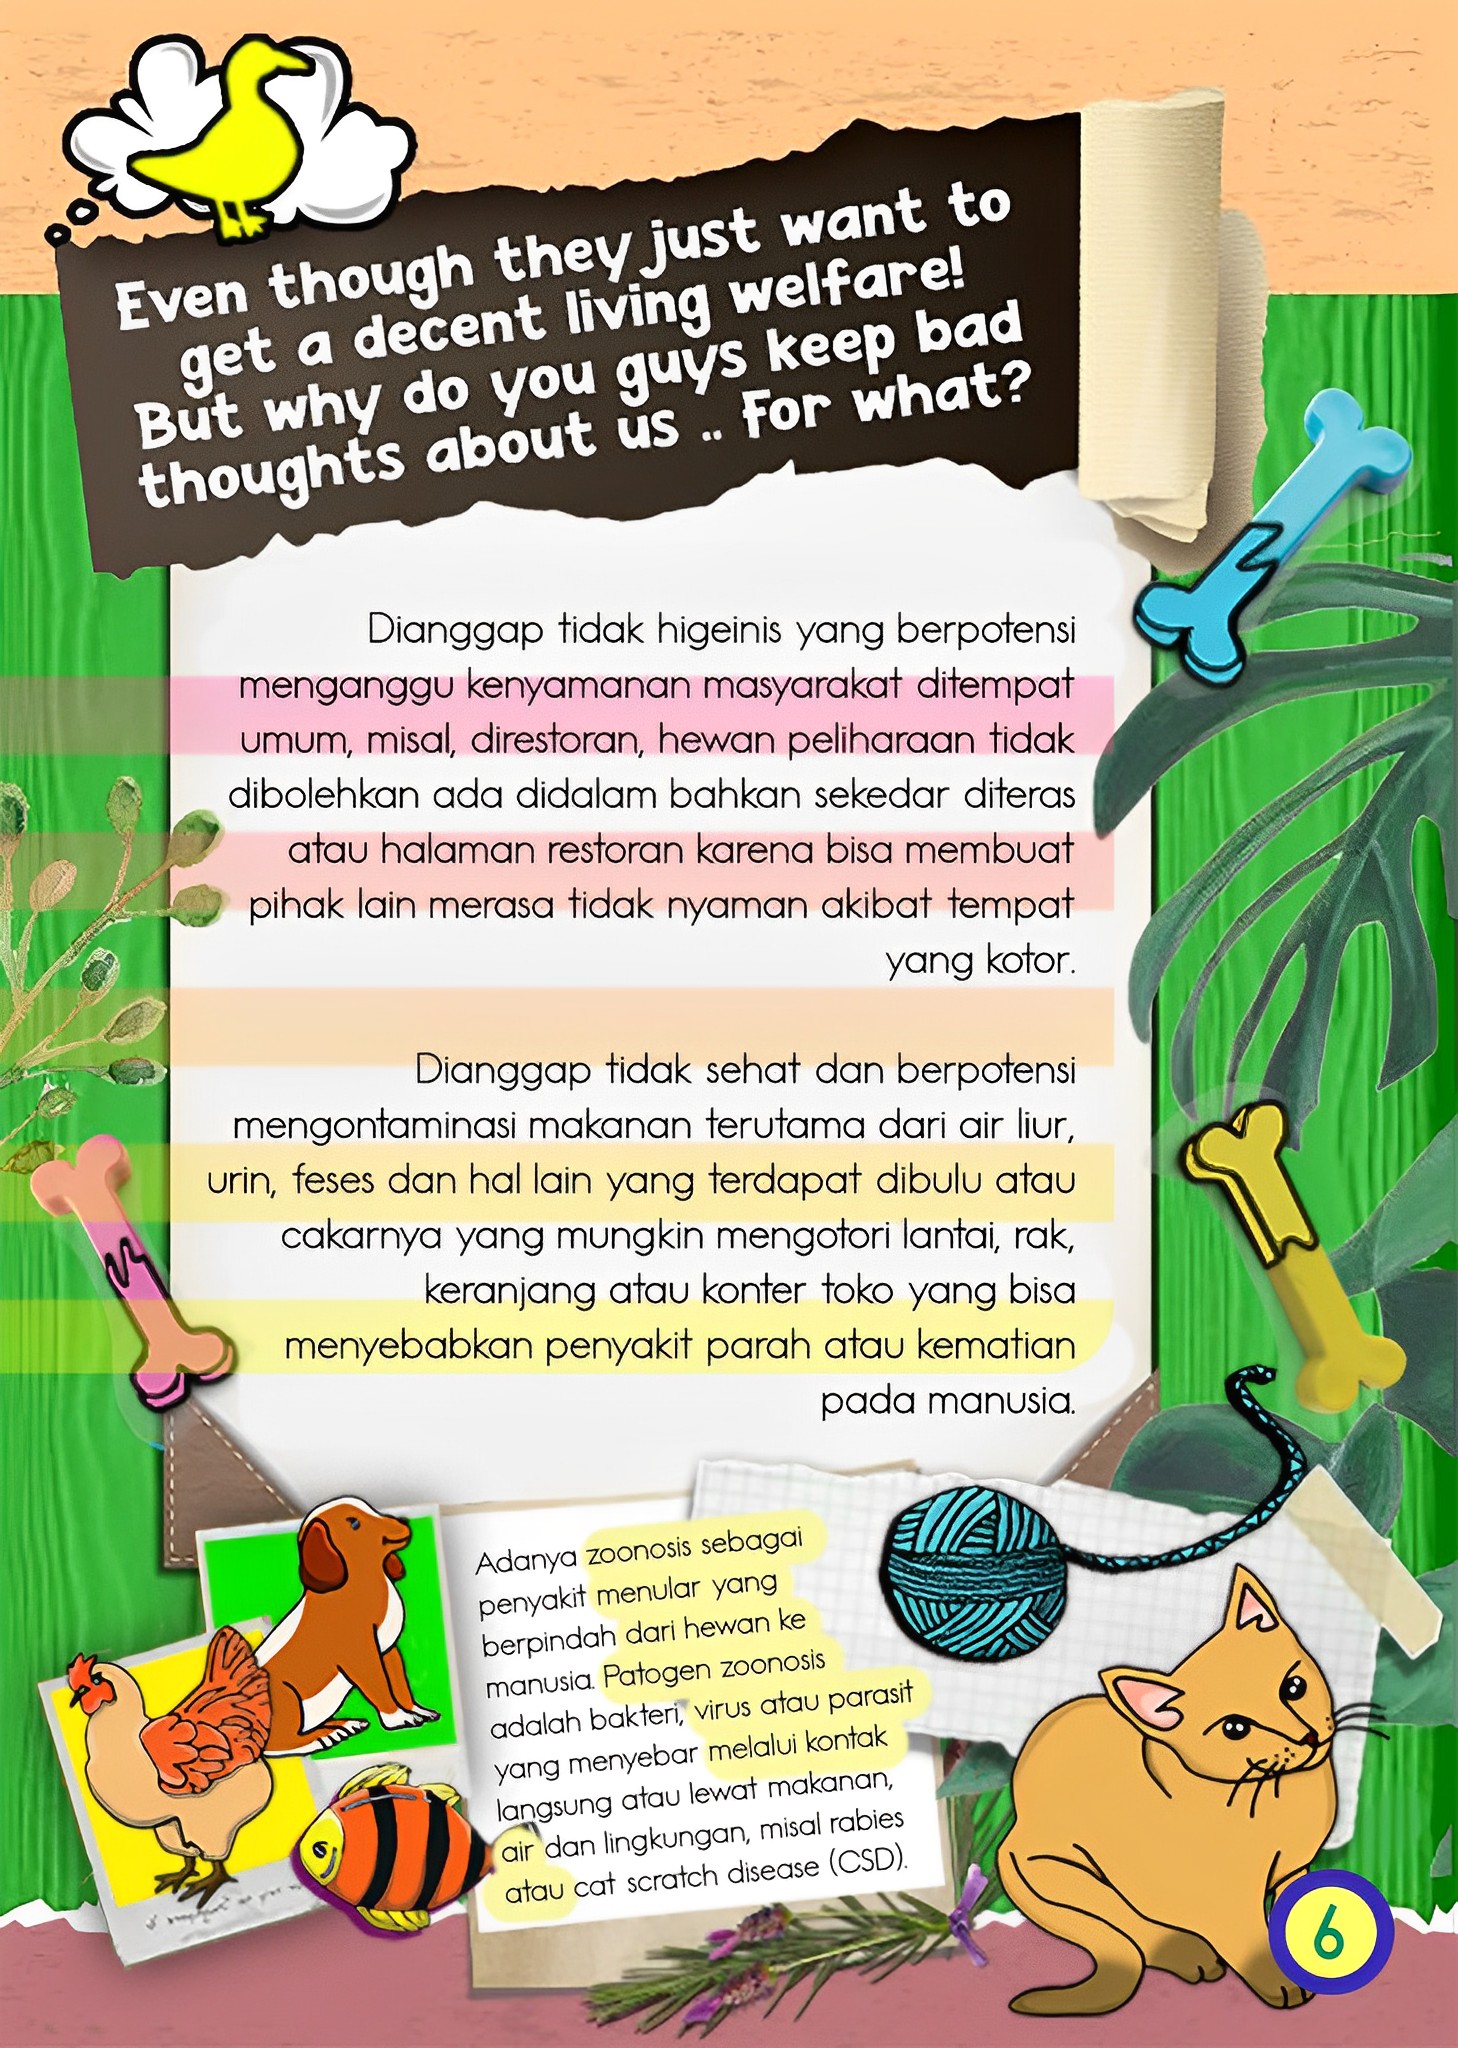 Even though they just want to
get a decent living welfare!
But why do you guys keep bad
thoughts about us .. For what?
Dianggap tidak higeinis yang berpotensi
menganggu kenyamanan masyarakat ditempat
umum, misal, direstoran, hewan peliharaan tidak
dibolehkan ada didalam bahkan sekedar diteras
atau halaman restoran karena bisa membuat
pihak lain merasa tidak nyaman akibat tempat
yang kotor.
Dianggap tidak sehat dan berpotensi
mengontaminasi makanan terutama dari air liur,
urin, feses dan hal lain yang terdapat dibulu atau
cakarnya yang mungkin mengotori lantai, rak,
keranjang atau konter toko yang bisa
menyebabkan penyakit parah atau kematian
pada manusia.
Adanya zoonosis sebagai
penyakit menular yang
berpindah dari hewan ke
manusia. Patogen zoonosis
adalah bakteri, virus atau parasit
yang menyebar melalui kontak
langsung atau lewat makanan,
air dan lingkungan, misal rabies
atau cat scratch disease (CSD).
6